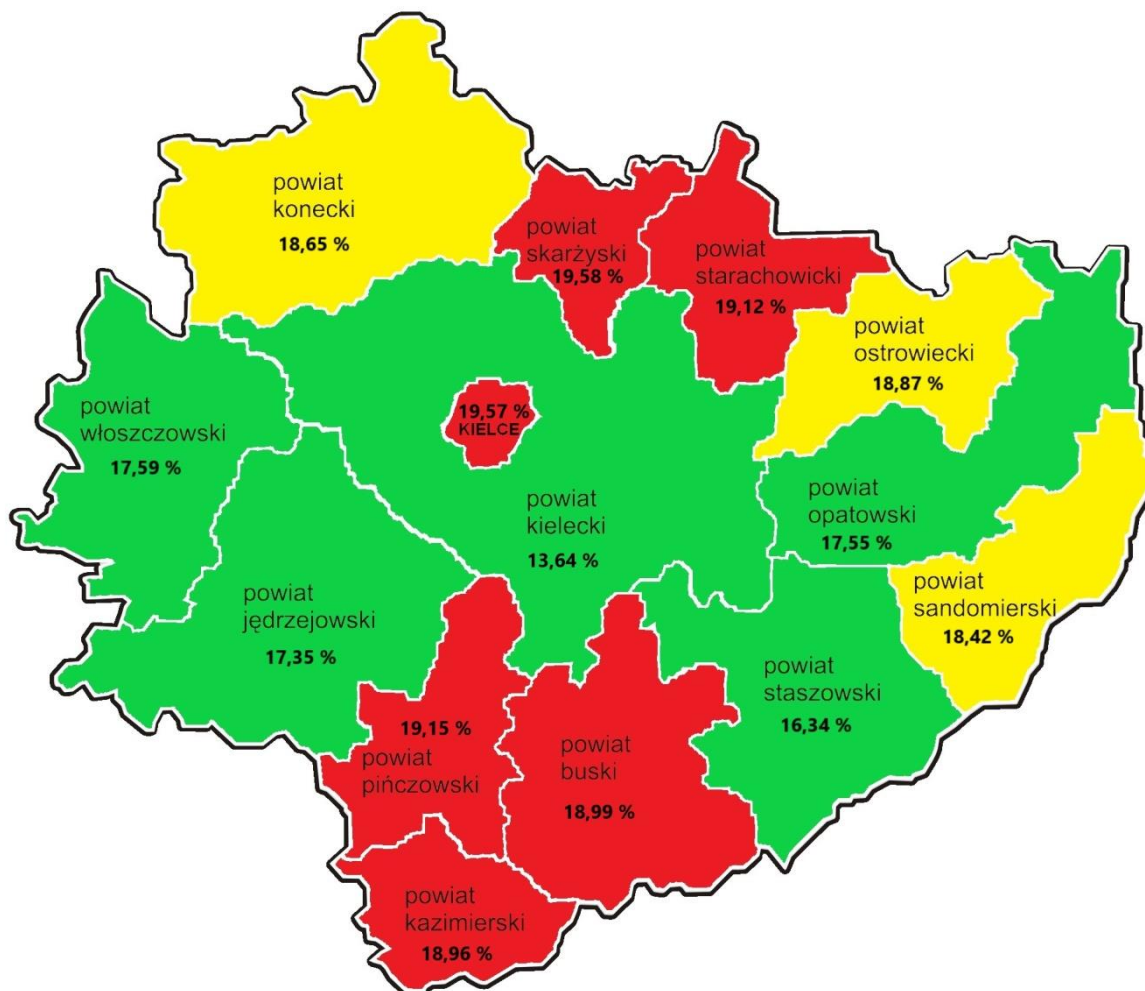 powiat
konecki
18,65 %
powiat
skarżyski
19,58 %
powiat
starachowicki
19,12 %
powiat
ostrowiecki
18,87 %
powiat
włoszczowski
17,59 %
19,57 %
KIELCE
powiat
kielecki
13,64 %
powiat
opatowski
17,55 %
powiat
sandomierski
18,42 %
powiat
jędrzejowski
17,35 %
powiat
staszowski
16,34 %
19,15 %
powiat
pińczowski
powiat
buski
18,99 %
powiat
kazimierski
18,96 %